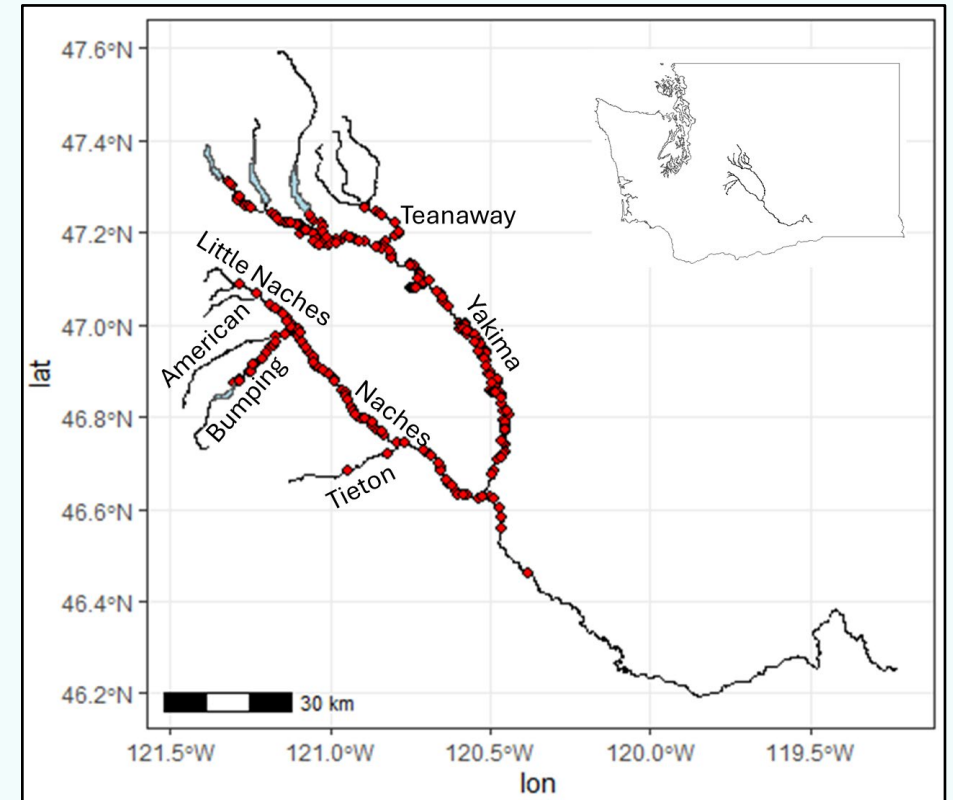 47.6°N
47.4°N
47.2°N
47.0°N
46.8°N
46.6°N
46.4°N
46.2°N
lat
Teanaway
Little Naches
American
Bumping
Yakima
Naches
Tieton
30 km
121.5°W
121.0°W
120.5°W
120.0°W
119.5°W
lon